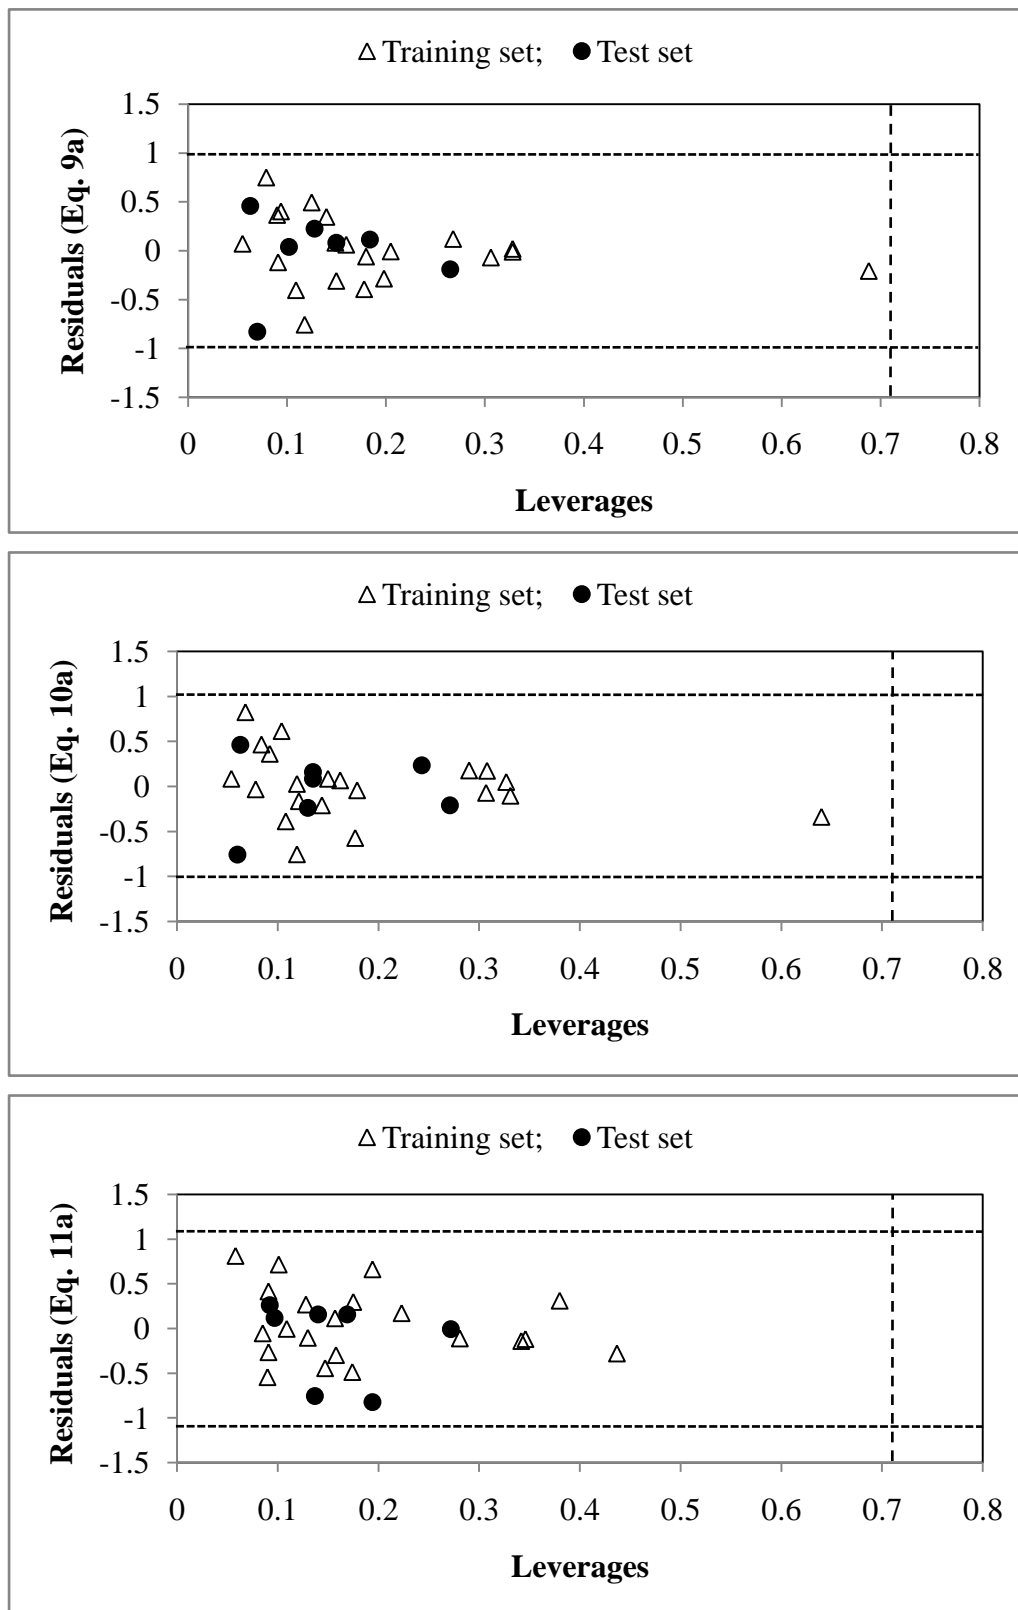 Training set; Test set
Residuals (Eq. 9a)
1.5
1
0.5
0
-0.5
-1
-1.5
0 0.1 0.2 0.3 0.4 0.5 0.6 0.7 0.8
Leverages
Training set; Test set
Residuals (Eq. 10a)
1.5
1
0.5
0
-0.5
-1
-1.5
0 0.1 0.2 0.3 0.4 0.5 0.6 0.7 0.8
Leverages
Training set; Test set
Residuals (Eq. 11a)
1.5
1
0.5
0
-0.5
-1
-1.5
0 0.1 0.2 0.3 0.4 0.5 0.6 0.7 0.8
Leverages